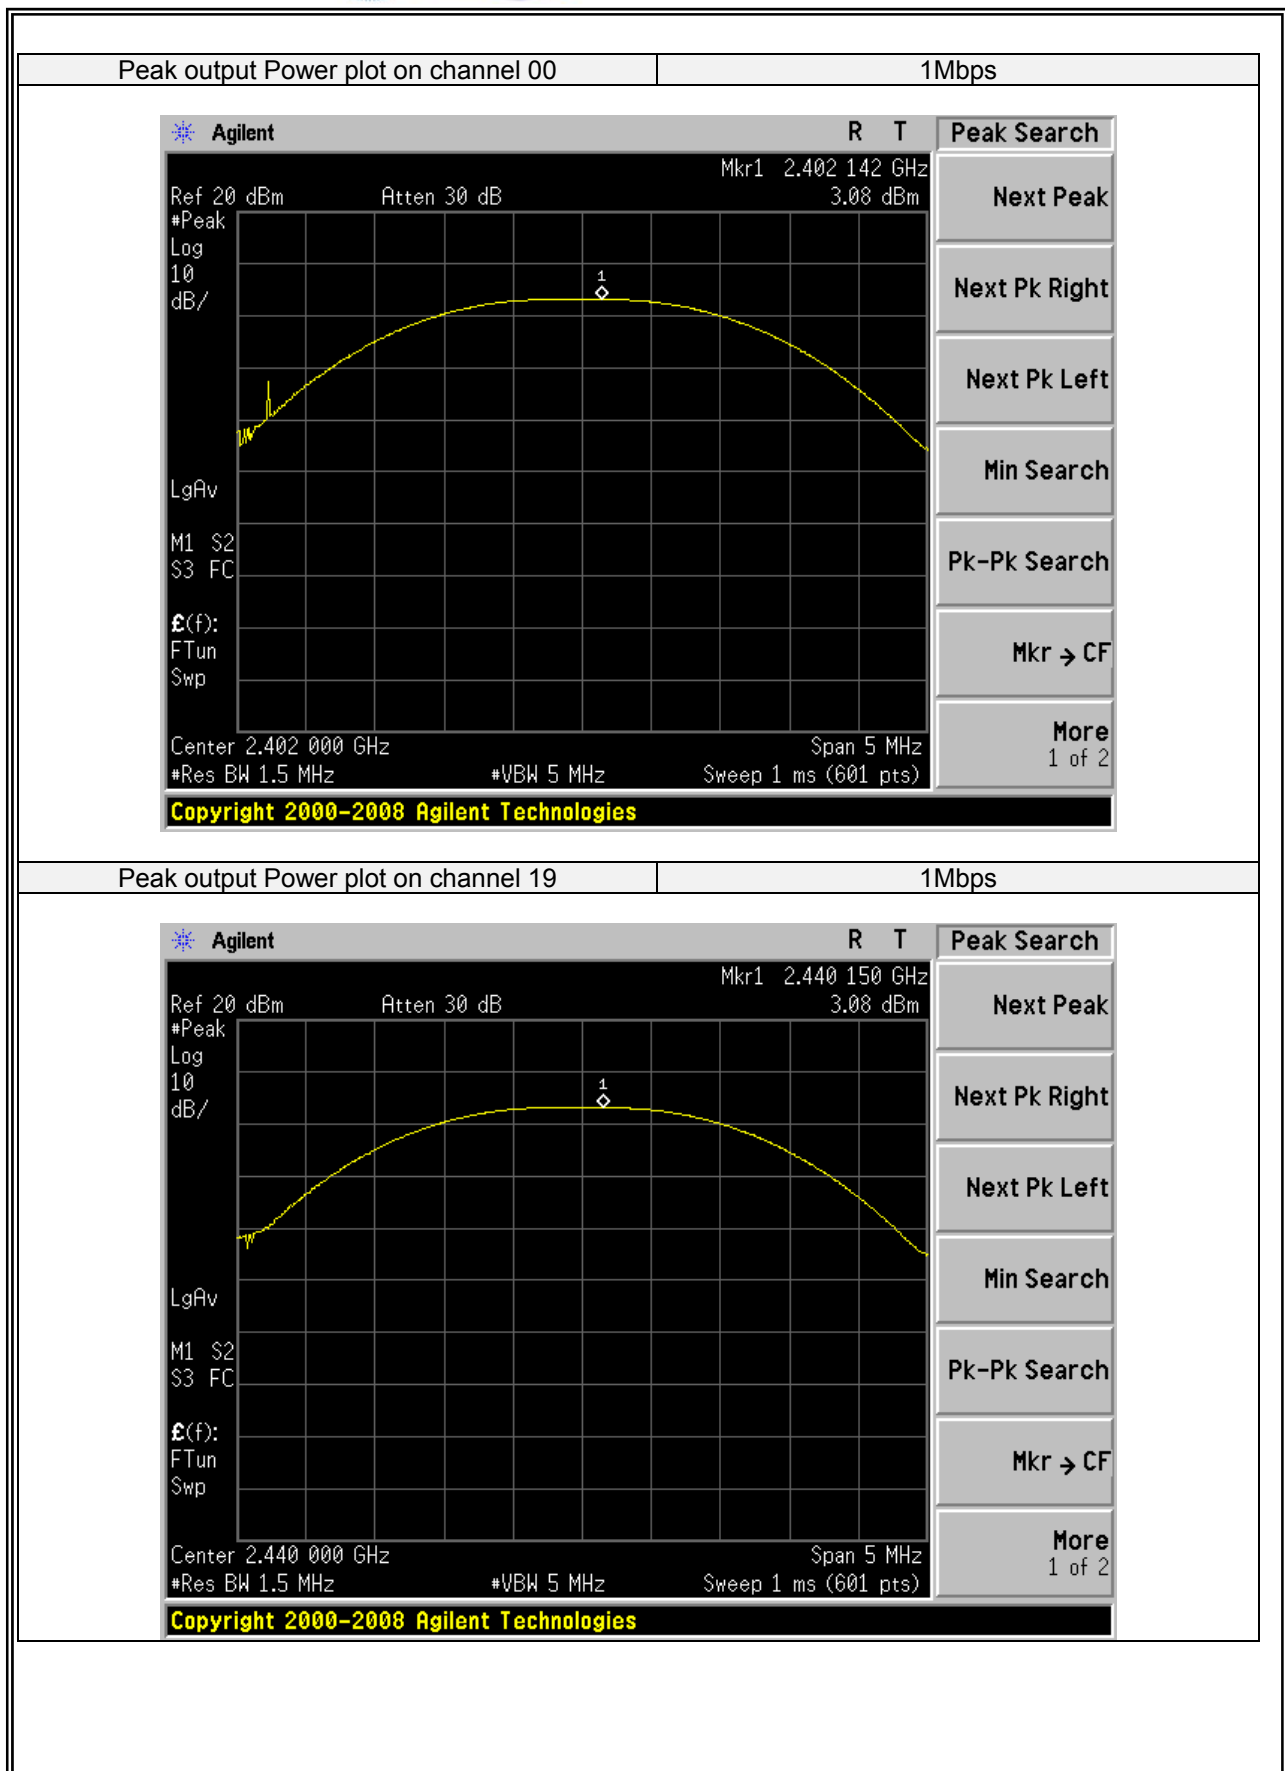 Peak output Power plot on channel 00 1Mbps
Agilent R T Peak Search
Mkr1 2.402 142 GHz
Ref 20 dBm Atten 30 dB 3.08 dBm
#Peak
Log
10
dB/
1
LgAv
M1 S2
S3 FC
£(f):
FTun
Swp
Center 2.402 000 GHz Span 5 MHz
#Res BW 1.5 MHz #VBW 5 MHz Sweep 1 ms (601 pts)
Copyright 2000-2008 Agilent Technologies
Next Peak
Next Pk Right
Next Pk Left
Min Search
Pk-Pk Search
Mkr → CF
More
1 of 2
Peak output Power plot on channel 19 1Mbps
Agilent R T Peak Search
Mkr1 2.440 150 GHz
Ref 20 dBm Atten 30 dB 3.08 dBm
#Peak
Log
10
dB/
1
LgAv
M1 S2
S3 FC
£(f):
FTun
Swp
Center 2.440 000 GHz Span 5 MHz
#Res BW 1.5 MHz #VBW 5 MHz Sweep 1 ms (601 pts)
Copyright 2000-2008 Agilent Technologies
Next Peak
Next Pk Right
Next Pk Left
Min Search
Pk-Pk Search
Mkr → CF
More
1 of 2